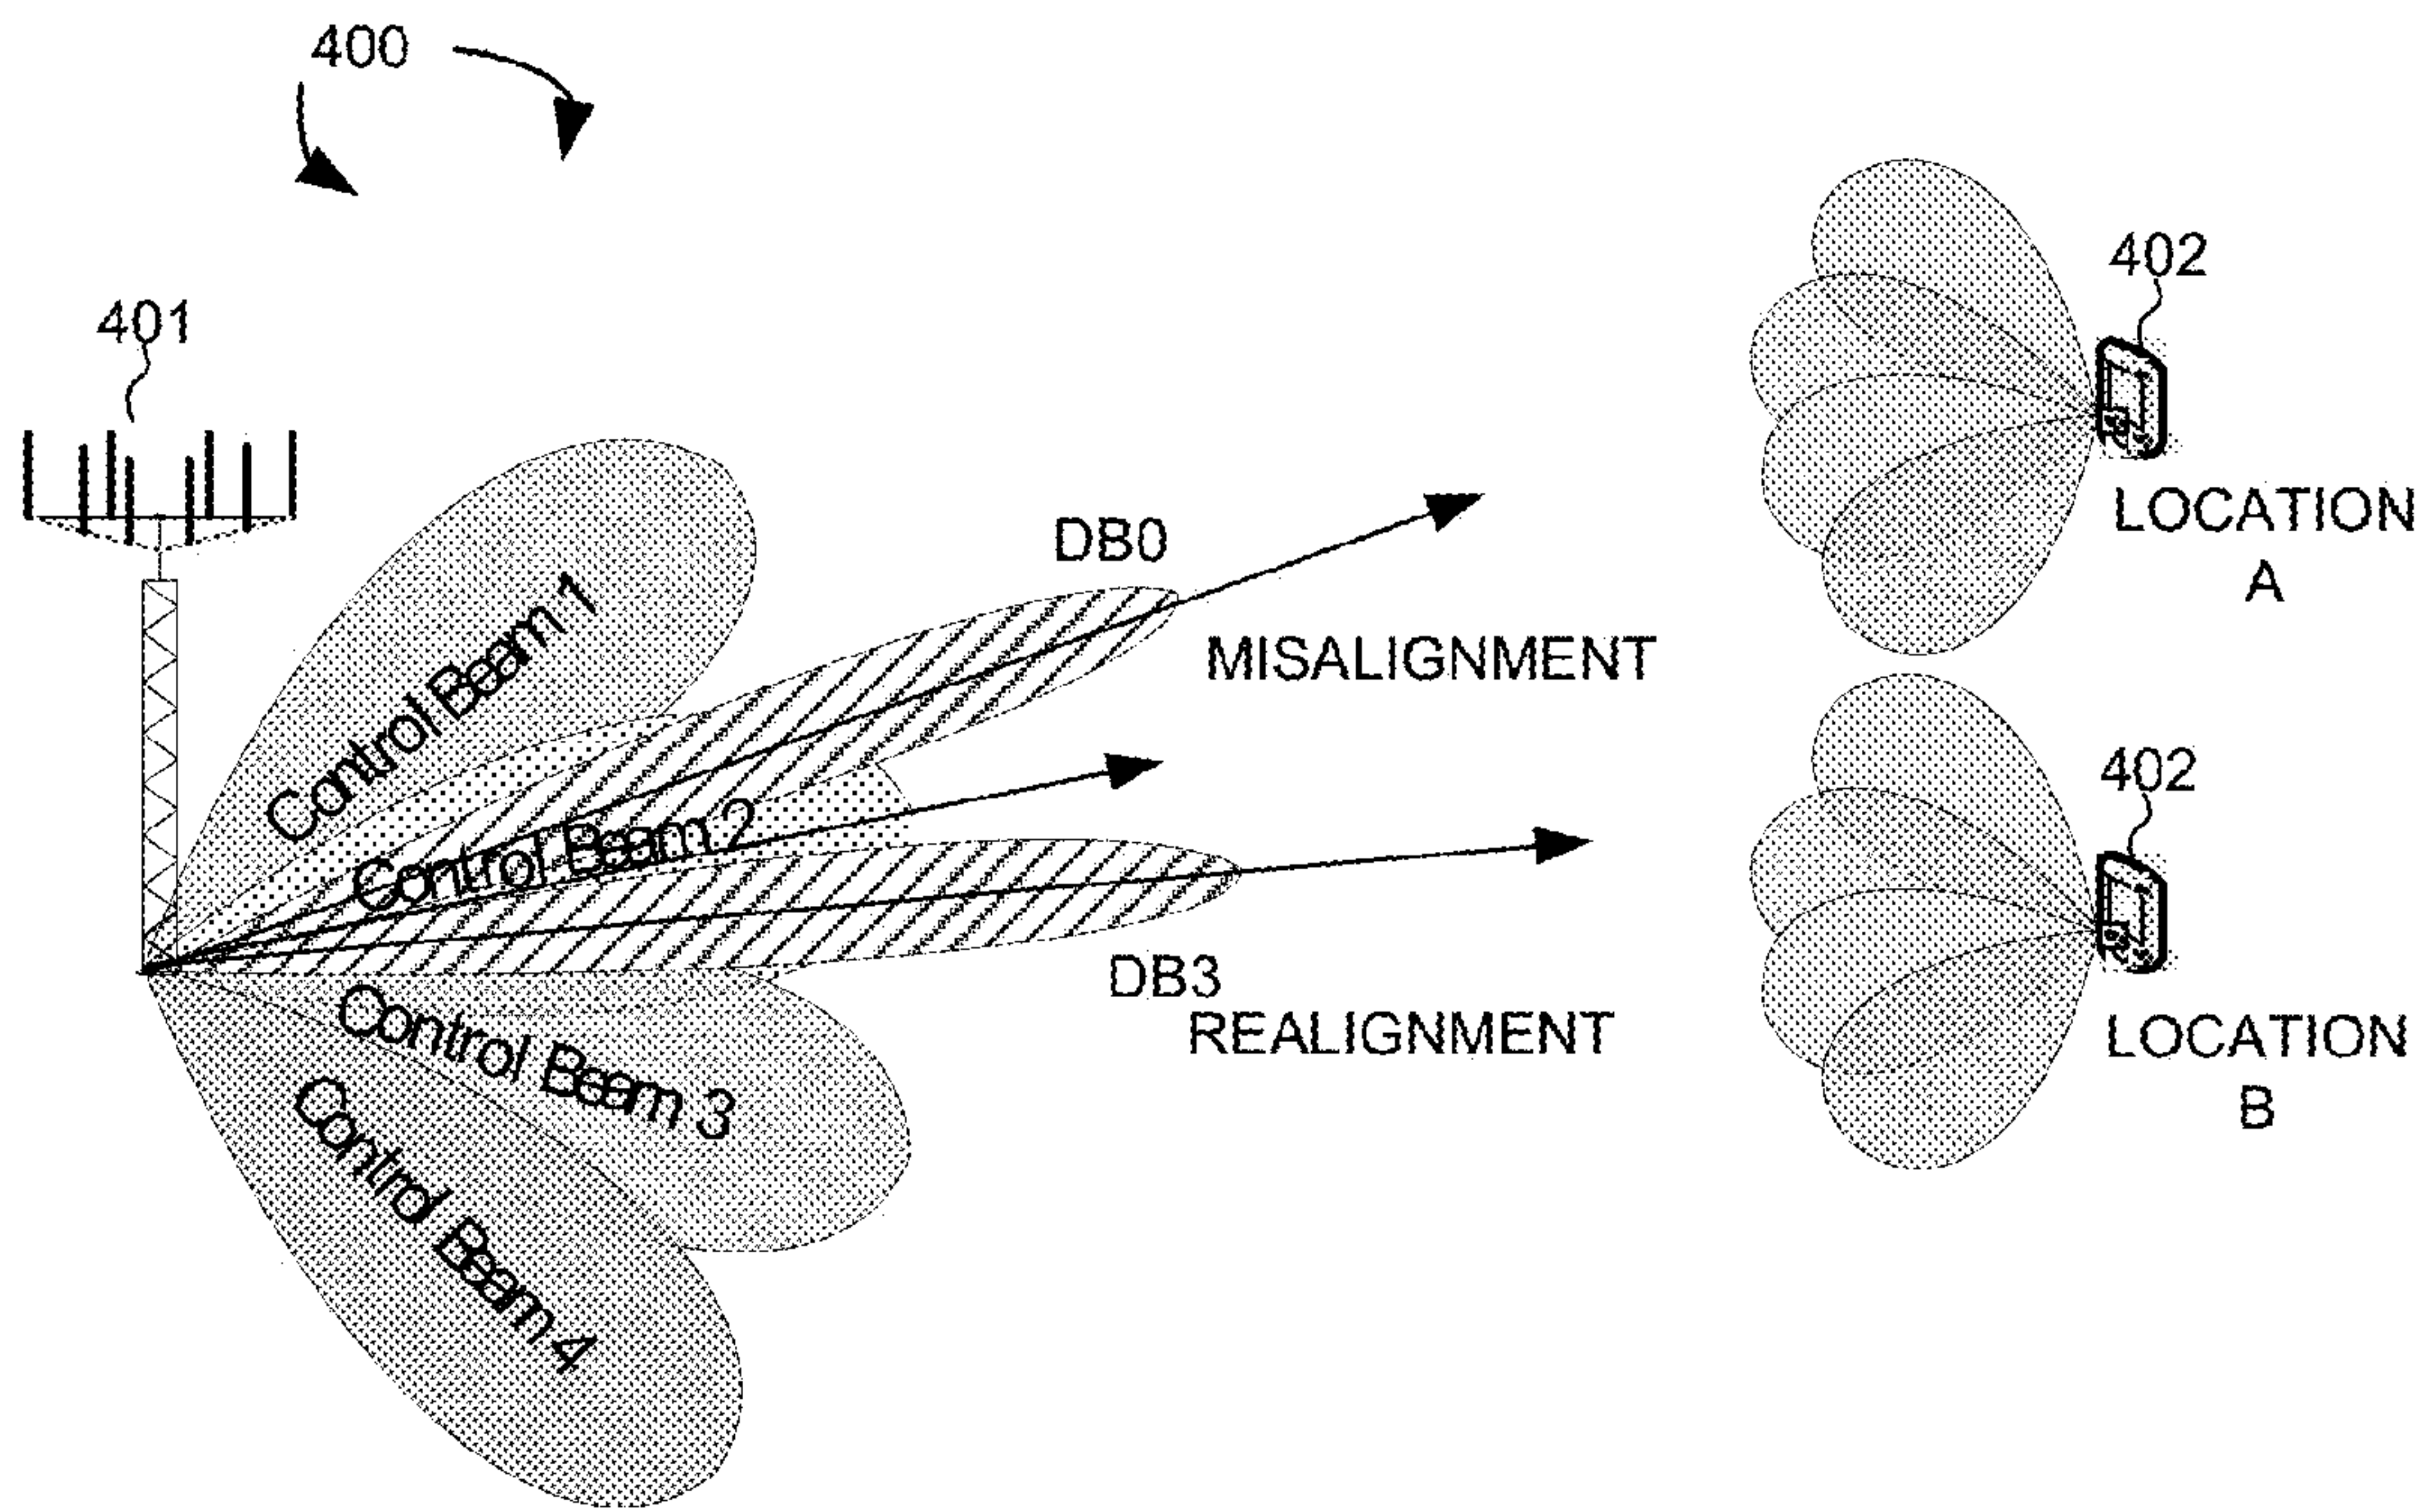 400
402
401
LOCATION
A
DB0
Control Beam 1
MISALIGNMENT
402
Control Beam 2
DB3
REALIGNMENT
Control Beam 3
LOCATION
B
Control Beam 4